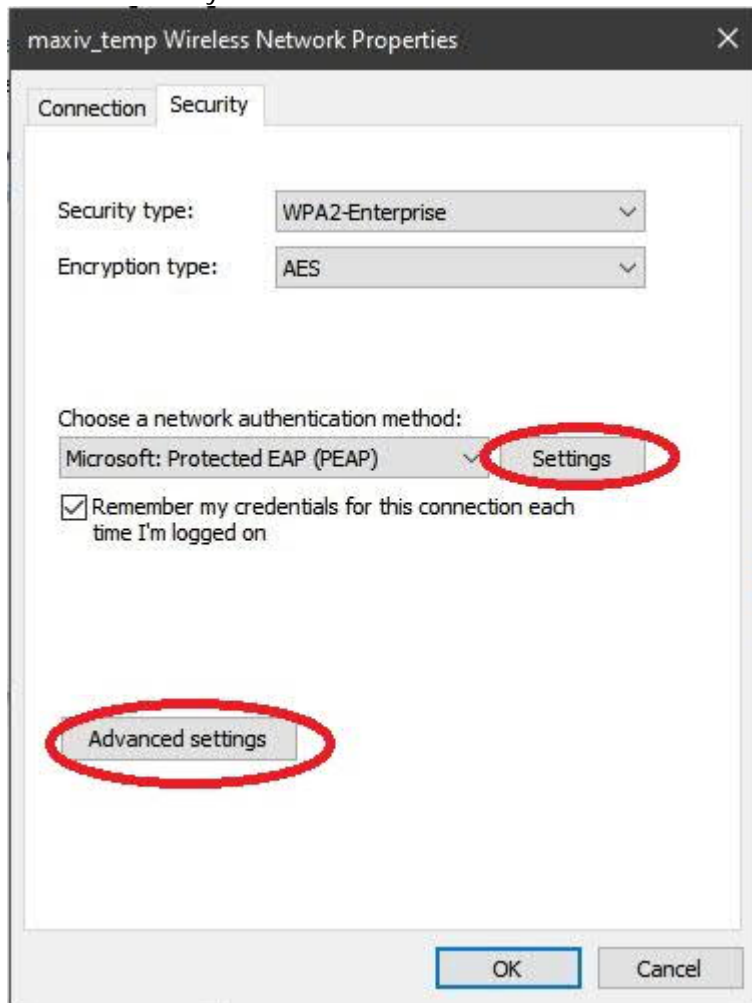 maxiv_temp Wireless Network Properties
Connection Security
Security type: WPA2-Enterprise
Encryption type: AES
Choose a network authentication method:
Microsoft: Protected EAP (PEAP) Settings
Remember my credentials for this connection each
time I'm logged on
Advanced settings
OK Cancel